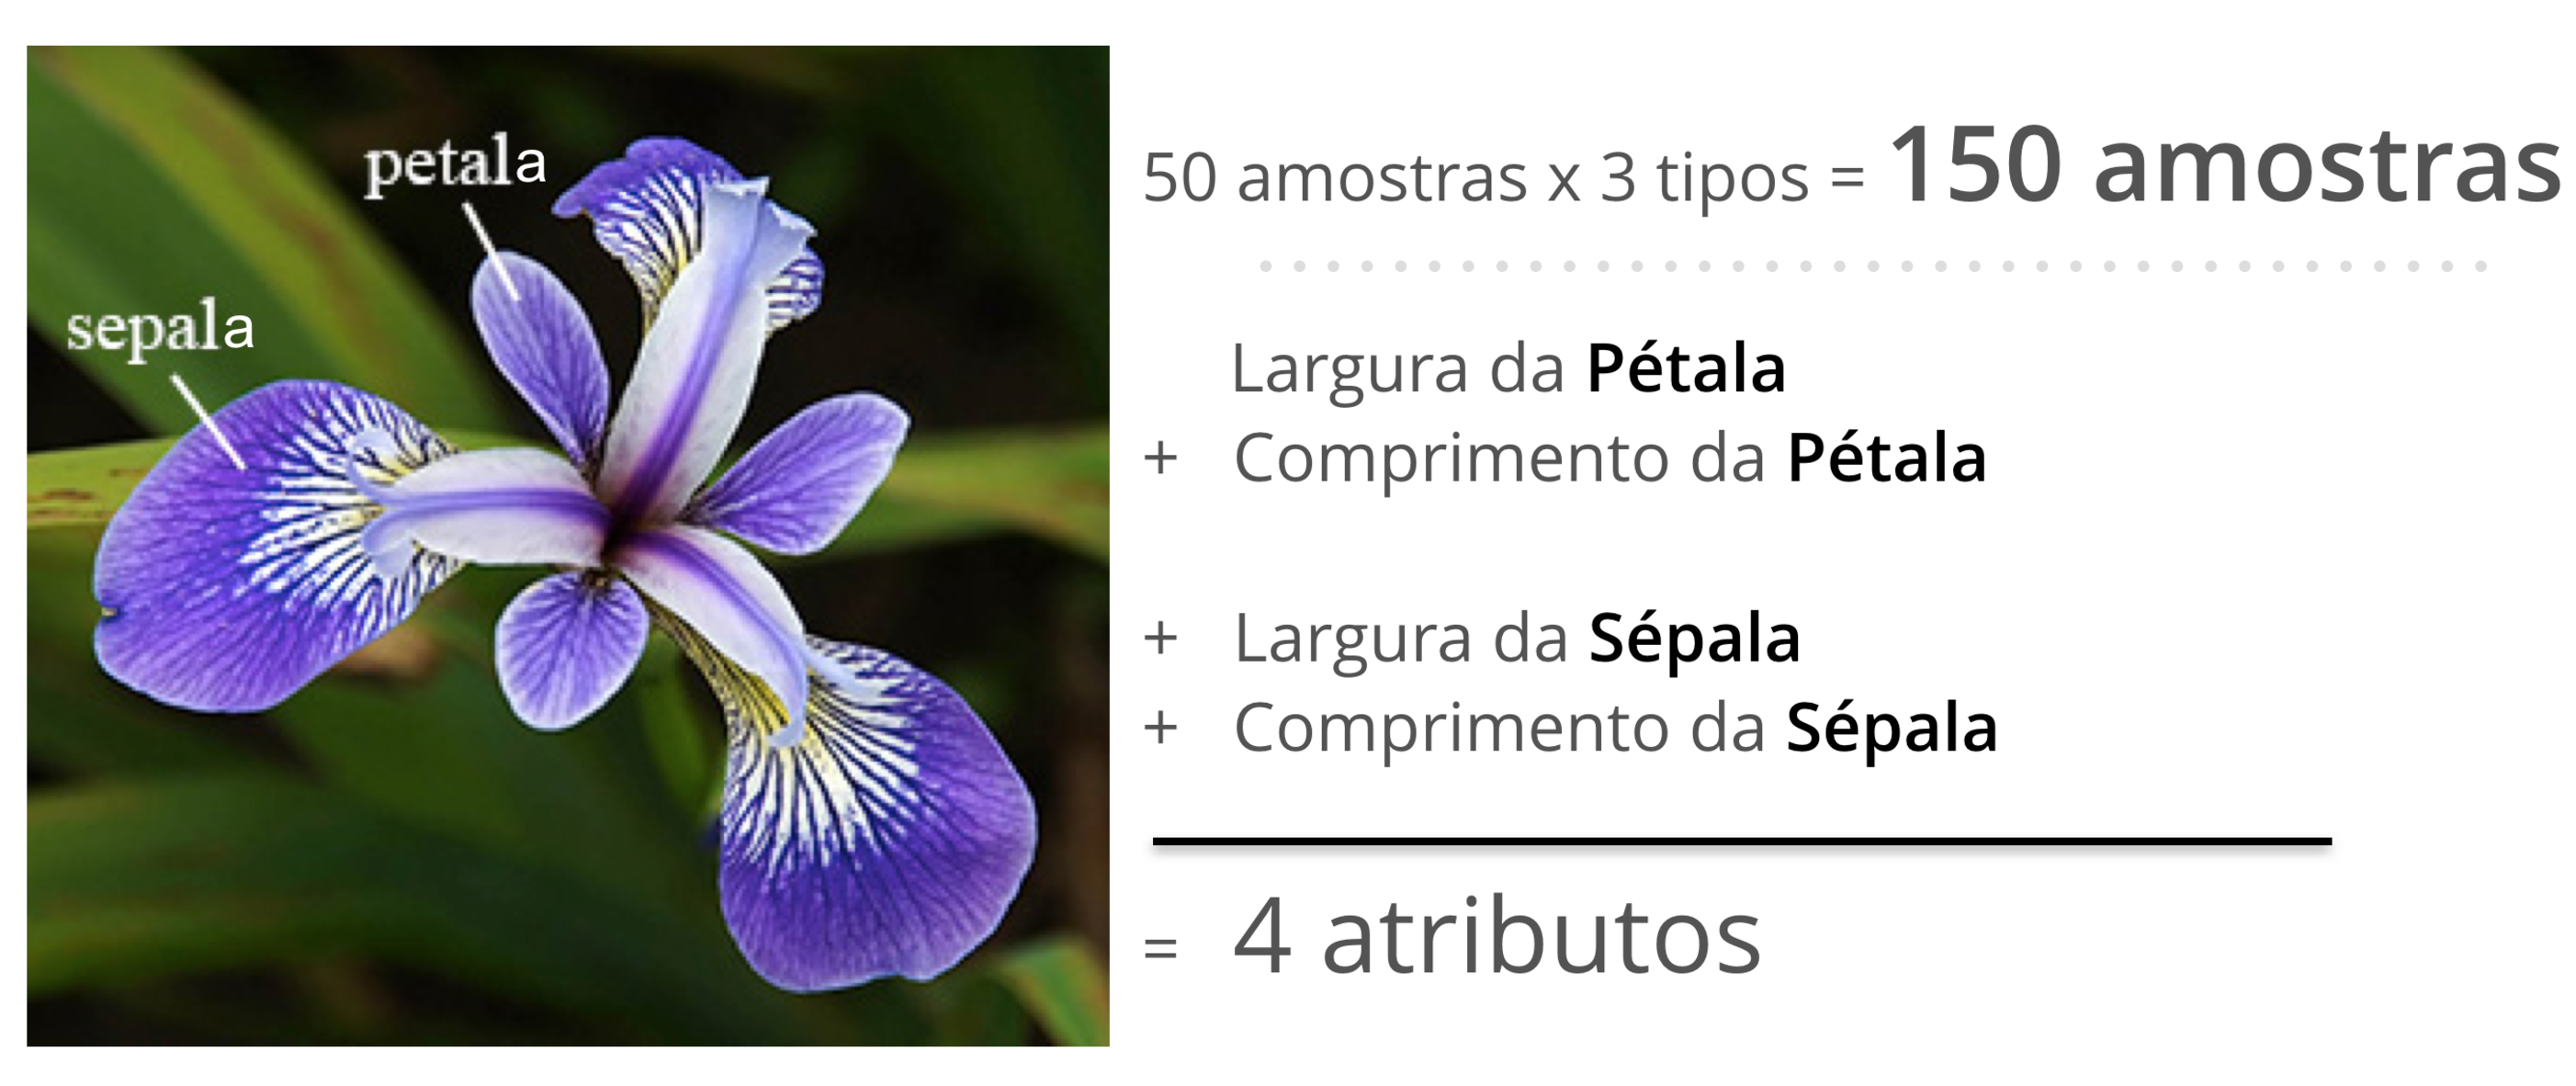 petala
sepala
50 amostras x 3 tipos = 150 amostras
Largura da Pétala
+ Comprimento da Pétala
+ Largura da Sépala
+ Comprimento da Sépala
= 4 atributos